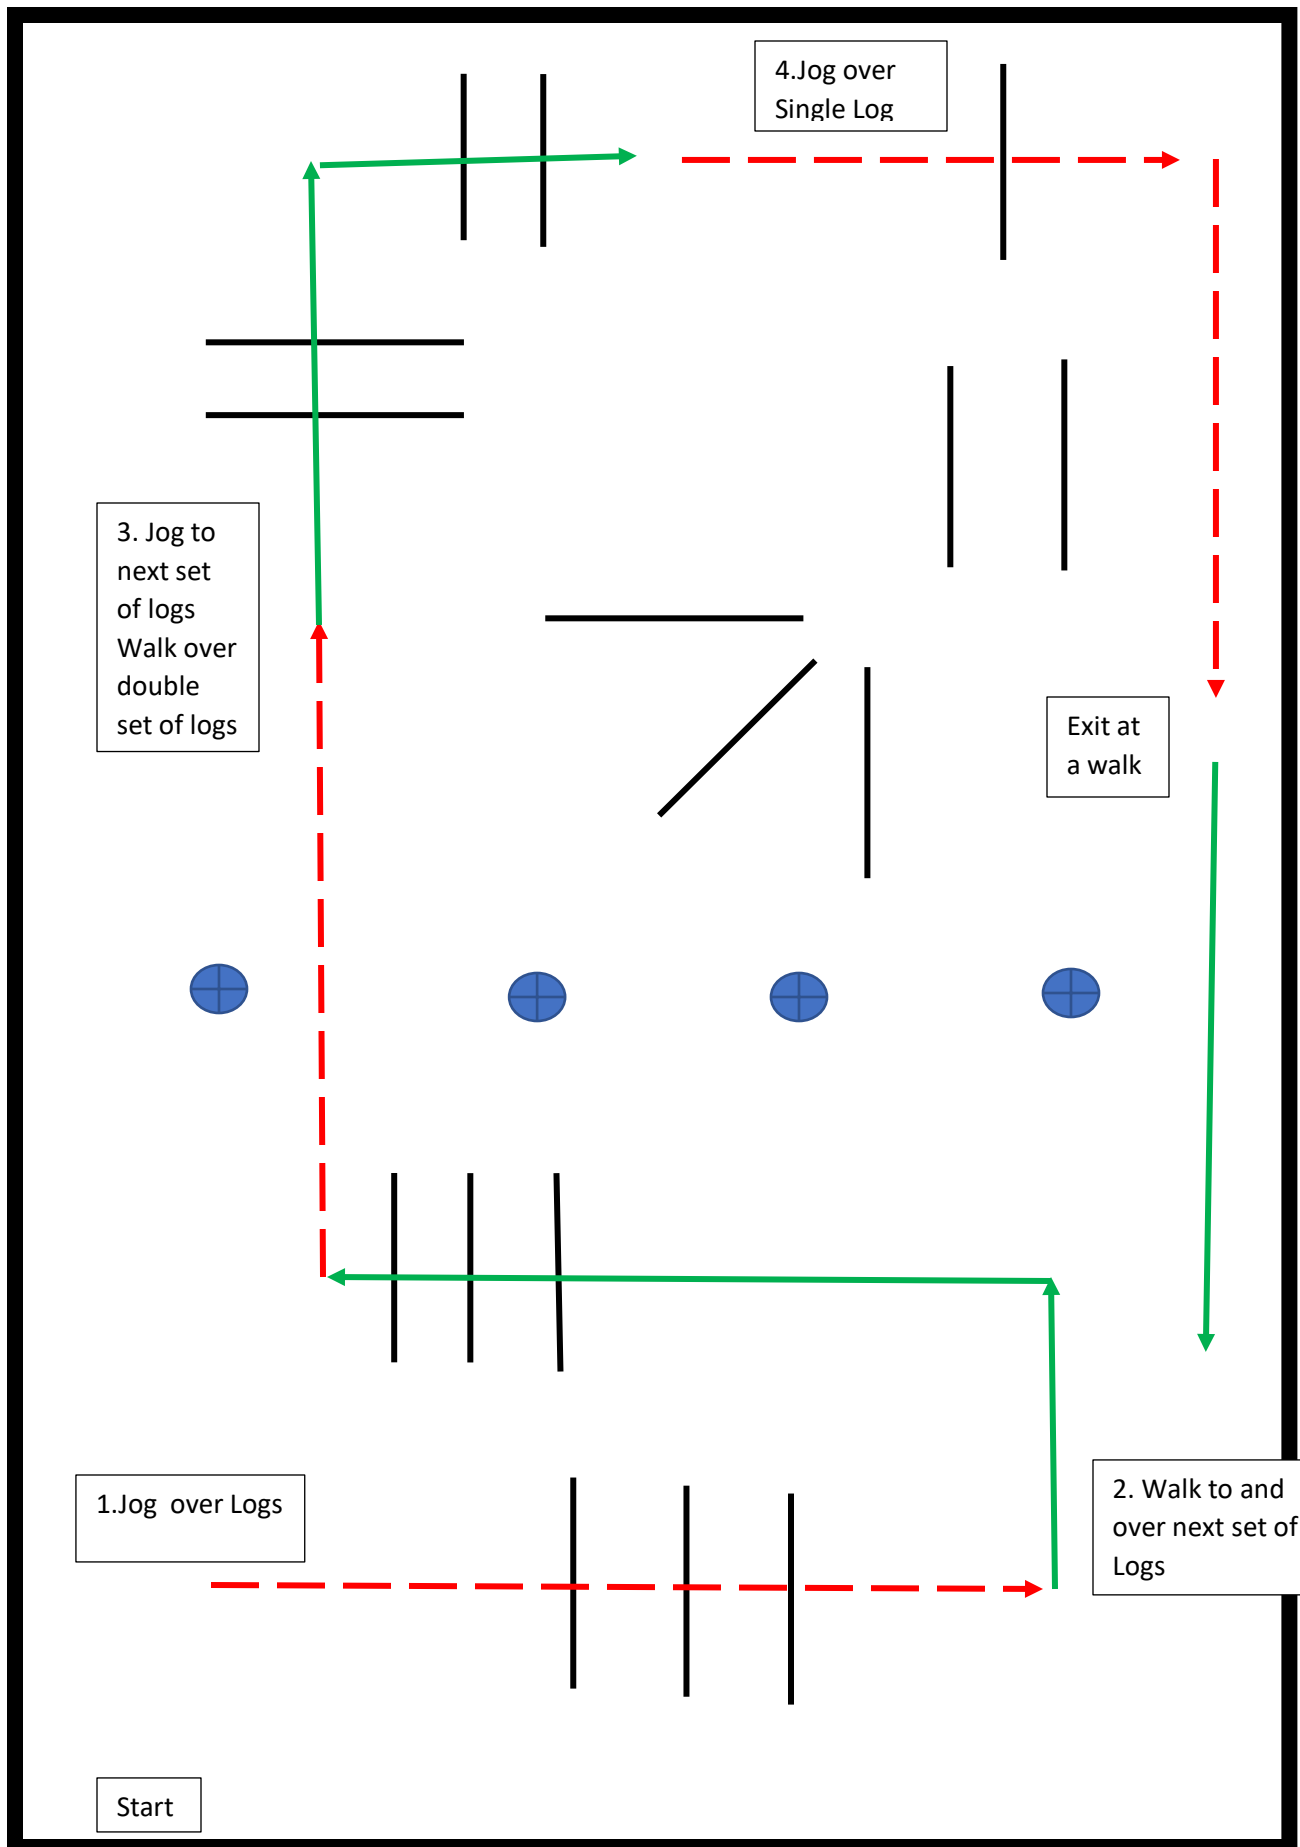 4.Jog over
Single Log
3. Jog to
next set
of logs
Walk over
double
set of logs
Exit at
a walk
1.Jog  over Logs
2. Walk to and
over next set of
Logs
Start